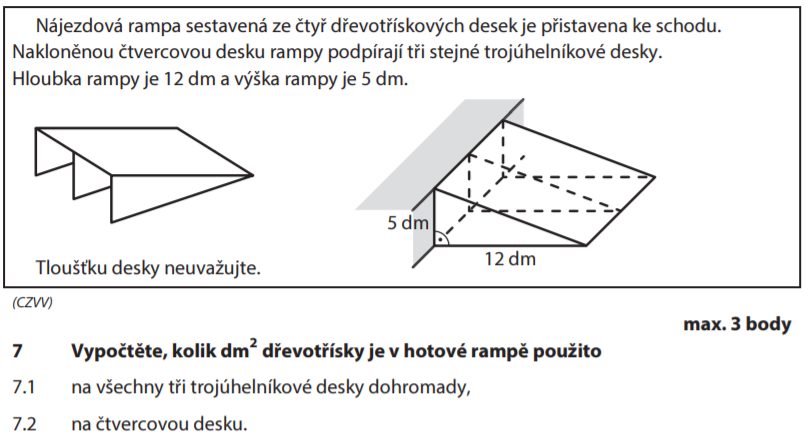 Nájezdová rampa sestavená ze čtyř dřevotřískových desek je přistavena ke schodu.
Nakloněnou čtvercovou desku rampy podpírají tři stejné trojúhelníkové desky.
Hloubka rampy je 12 dm a výška rampy je 5 dm.
5 dm
12 dm
Tloušťku desky neuvažujte.
(CZVV)
max. 3 body
7 Vypočtěte, kolik dm² dřevotřísky je v hotové rampě použito
7.1 na všechny tři trojúhelníkové desky dohromady,
7.2 na čtvercovou desku.